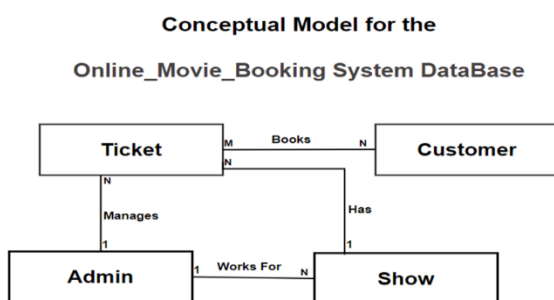 Conceptual Model for the
Online_Movie_Booking System DataBase
Ticket
M Books N
Customer
N
N
Manages
Has
1
1
Admin
1 Works For N
Show